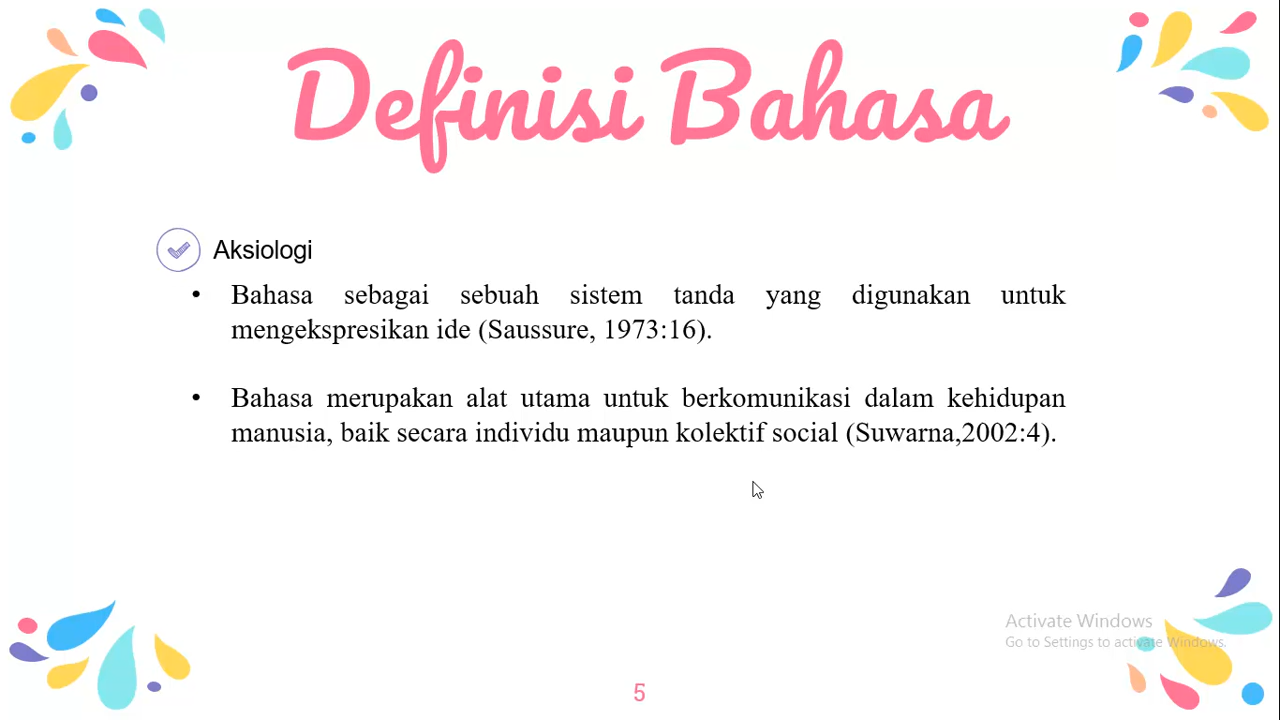 Definisi Bahasa
Aksiologi
• Bahasa sebagai sebuah sistem tanda yang digunakan untuk
mengekspresikan ide (Saussure, 1973:16).
• Bahasa merupakan alat utama untuk berkomunikasi dalam kehidupan
manusia, baik secara individu maupun kolektif social (Suwarna,2002:4).
Activate Windows
Go to Settings to activate Windows.
5